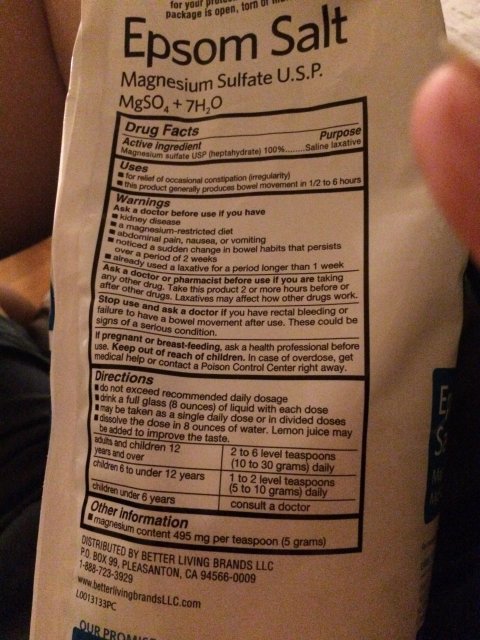 for your protec
package is open, torn or
Epsom Salt
Magnesium Sulfate U.S.P.
MgSO₄ + 7H₂O
Drug Facts
Active ingredient Purpose
Magnesium sulfate USP (heptahydrate) 100%........Saline laxative
Uses
■ for relief of occasional constipation (irregularity)
■ this product generally produces bowel movement in 1/2 to 6 hours
Warnings
Ask a doctor before use if you have
■ kidney disease
■ a magnesium-restricted diet
■ abdominal pain, nausea, or vomiting
■ noticed a sudden change in bowel habits that persists
over a period of 2 weeks
■ already used a laxative for a period longer than 1 week
Ask a doctor or pharmacist before use if you are taking
any other drug. Take this product 2 or more hours before or
after other drugs. Laxatives may affect how other drugs work.
Stop use and ask a doctor if you have rectal bleeding or
failure to have a bowel movement after use. These could be
signs of a serious condition.
If pregnant or breast-feeding, ask a health professional before
use. Keep out of reach of children. In case of overdose, get
medical help or contact a Poison Control Center right away.
Directions
■ do not exceed recommended daily dosage
■ drink a full glass (8 ounces) of liquid with each dose
■ may be taken as a single daily dose or in divided doses
■ dissolve the dose in 8 ounces of water. Lemon juice may
be added to improve the taste.
adults and children 12
years and over
2 to 6 level teaspoons
(10 to 30 grams) daily
children 6 to under 12 years
1 to 2 level teaspoons
(5 to 10 grams) daily
children under 6 years
consult a doctor
Other information
■ magnesium content 495 mg per teaspoon (5 grams)
DISTRIBUTED BY BETTER LIVING BRANDS LLC
P.O. BOX 99, PLEASANTON, CA 94566-0009
1-888-723-3929
www.betterlivingbrandsLLC.com
L0013133PC
OUR PROMISE